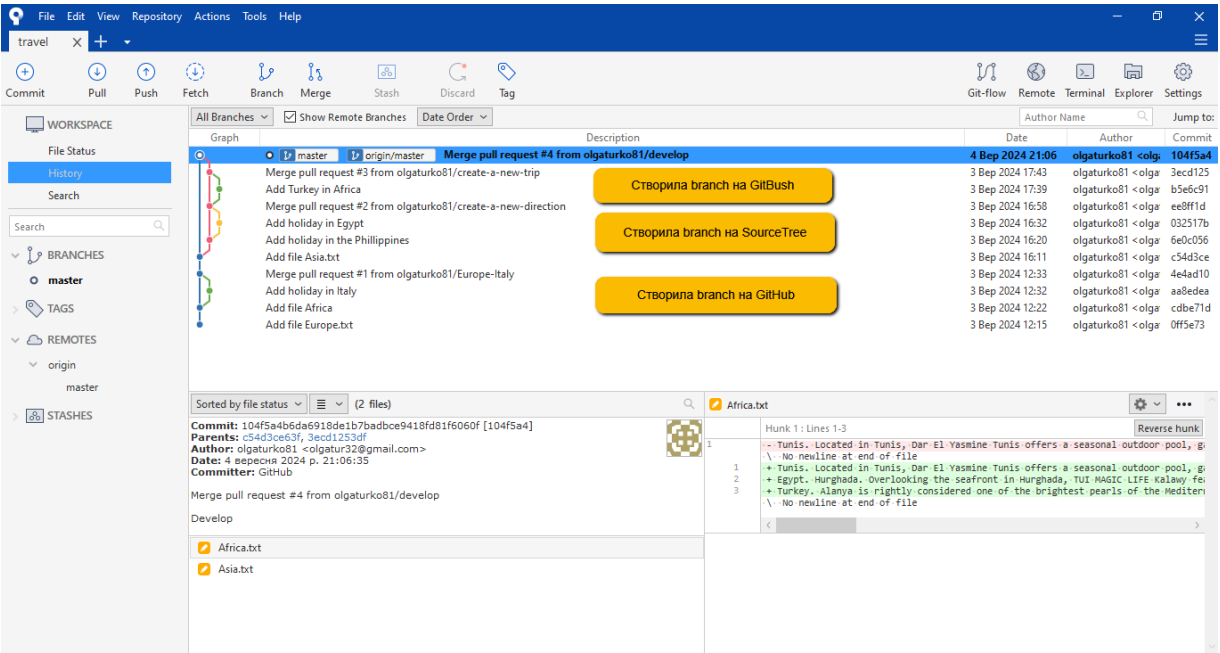 File Edit View Repository Actions Tools Help
travel
Commit Pull Push Fetch Branch Merge Stash Discard Tag Git-flow Remote Terminal Explorer Settings
WORKSPACE
File Status
History
Search
Search
BRANCHES
master
TAGS
REMOTES
origin
master
STASHES
All Branches Show Remote Branches Date Order Author Name Jump to:
Graph Description Date Author Commit
master origin/master Merge pull request #4 from olgaturko81/develop 4 Вер 2024 21:06 olgaturko81 <olga 104f5a4
Merge pull request #3 from olgaturko81/create-a-new-trip 3 Вер 2024 17:43 olgaturko81 <olgat 3ecd125
Add Turkey in Africa 3 Вер 2024 17:39 olgaturko81 <olgat b5e6c91
Merge pull request #2 from olgaturko81/create-a-new-direction 3 Вер 2024 16:58 olgaturko81 <olgat ee8ff1d
Add holiday in Egypt 3 Вер 2024 16:32 olgaturko81 <olgat 032517b
Add holiday in the Phillippines 3 Вер 2024 16:20 olgaturko81 <olgat 6e0c056
Add file Asia.txt 3 Вер 2024 16:11 olgaturko81 <olgat c54d3ce
Merge pull request #1 from olgaturko81/Europe-Italy 3 Вер 2024 12:33 olgaturko81 <olgat 4e4ad10
Add holiday in Italy 3 Вер 2024 12:32 olgaturko81 <olgat aa8edea
Add file Africa 3 Вер 2024 12:22 olgaturko81 <olgat cdbe71d
Add file Europe.txt 3 Вер 2024 12:15 olgaturko81 <olgat 0ff5e73
Створила branch на GitBush
Створила branch на SourceTree
Створила branch на GitHub
Sorted by file status (2 files)
Commit: 104f5a4b6da6918de1b7badbce9418fd81f6060f [104f5a4]
Parents: c54d3ce63f, 3ecd1253df
Author: olgaturko81 <olgatur32@gmail.com>
Date: 4 вересня 2024 р. 21:06:35
Committer: GitHub
Merge pull request #4 from olgaturko81/develop
Develop
Africa.txt
Asia.txt
Africa.txt
Hunk 1 : Lines 1-3 Reverse hunk
1 - Tunis. Located in Tunis, Dar El Yasmine Tunis offers a seasonal outdoor pool, ga
\ No newline at end of file
1 + Tunis. Located in Tunis, Dar El Yasmine Tunis offers a seasonal outdoor pool, ga
2 + Egypt. Hurghada. Overlooking the seafront in Hurghada, TUI MAGIC LIFE Kalawy fea
3 + Turkey. Alanya is rightly considered one of the brightest pearls of the Mediterr
\ No newline at end of file